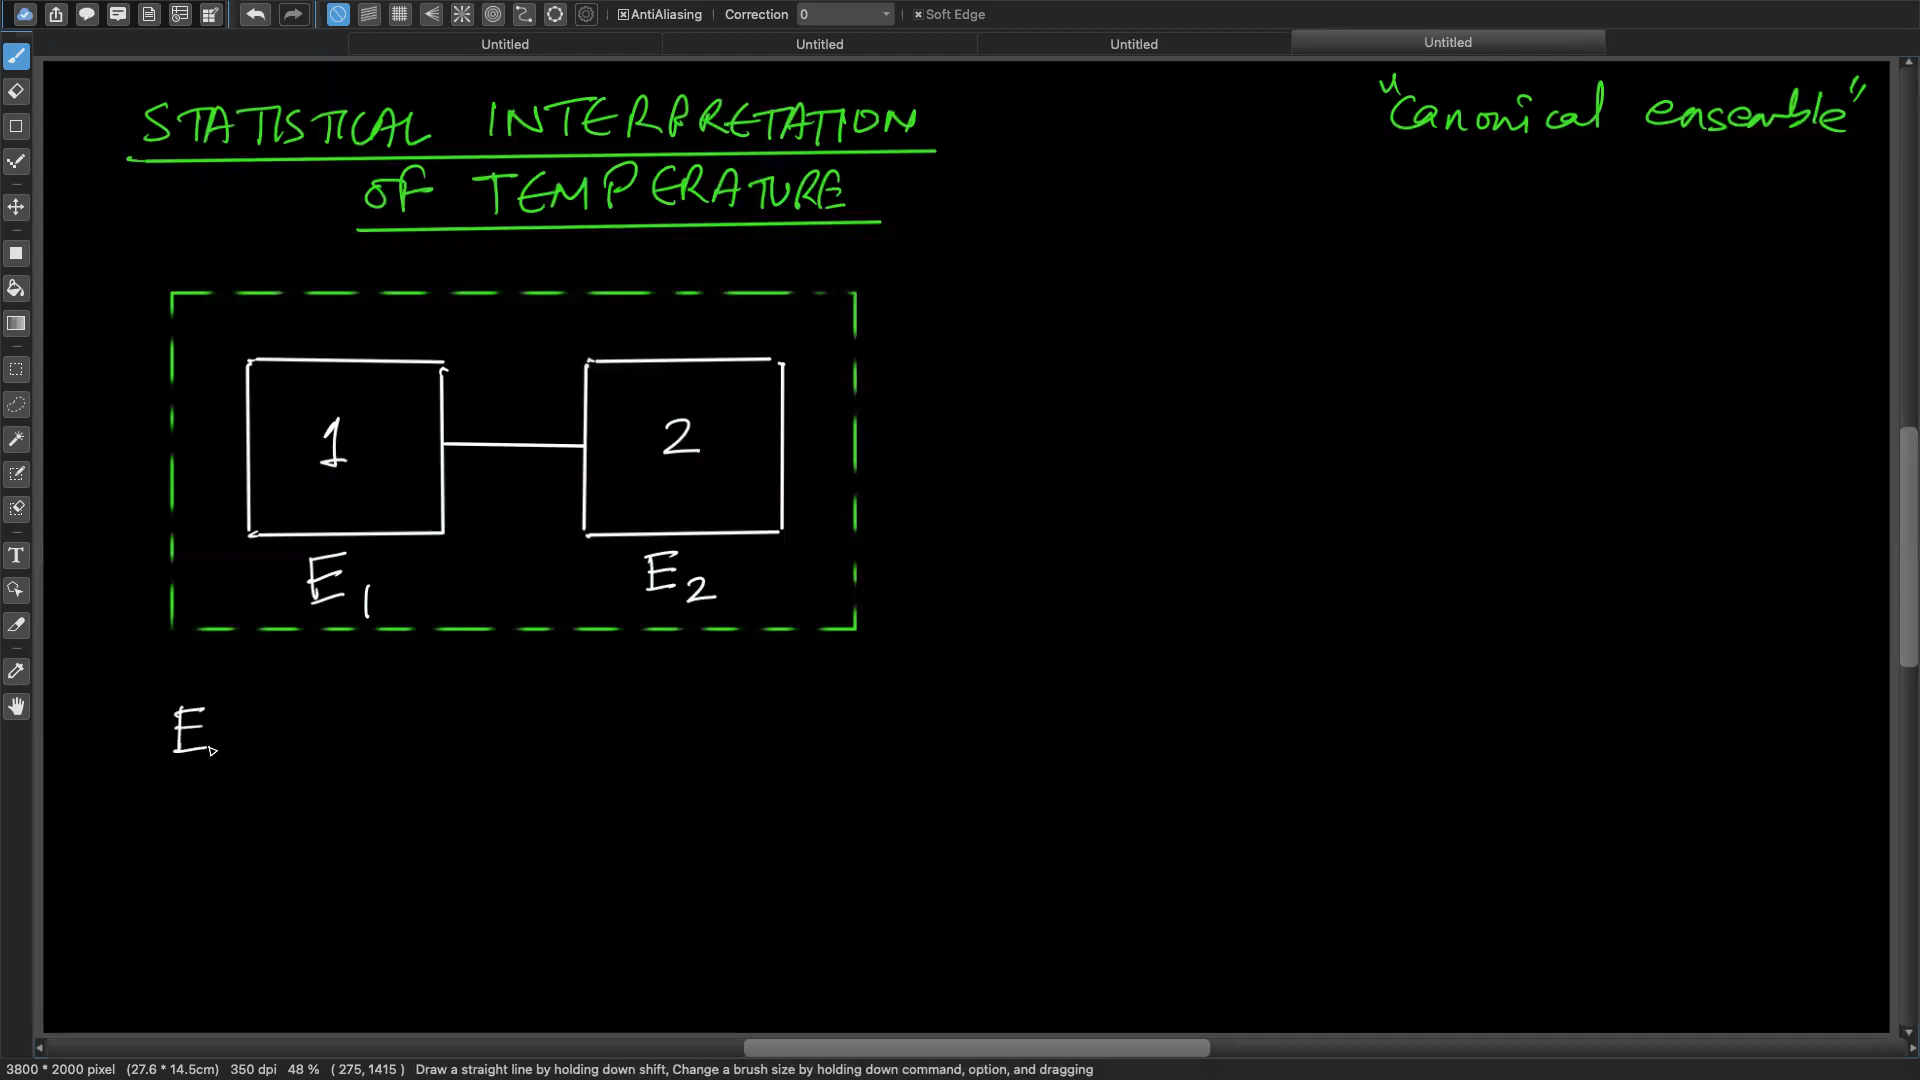 AntiAliasing Correction 0 Soft Edge
Untitled Untitled Untitled Untitled
STATISTICAL INTERPRETATION
OF TEMPERATURE
"Canonical ensemble"
1 2
E1 E2
E
T
3800 * 2000 pixel (27.6 * 14.5cm) 350 dpi 48 % ( 275, 1415 ) Draw a straight line by holding down shift, Change a brush size by holding down command, option, and dragging